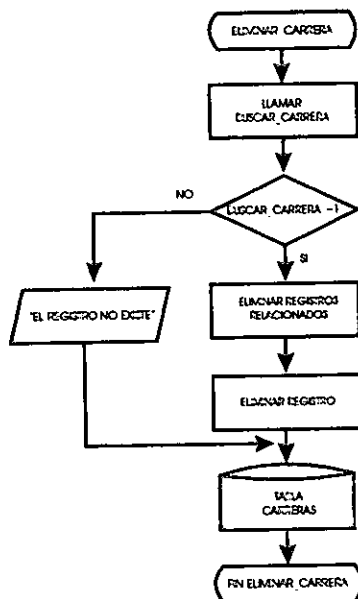 ELIMINAR CARRERA
LLAMAR
BUSCAR_CARRERA
BUSCAR_CARRERA =1
NO
SI
"EL REGISTRO NO EXISTE"
ELIMINAR REGISTROS
RELACIONADOS
ELIMINAR REGISTRO
TABLA
CARRERAS
FIN ELIMINAR_CARRERA